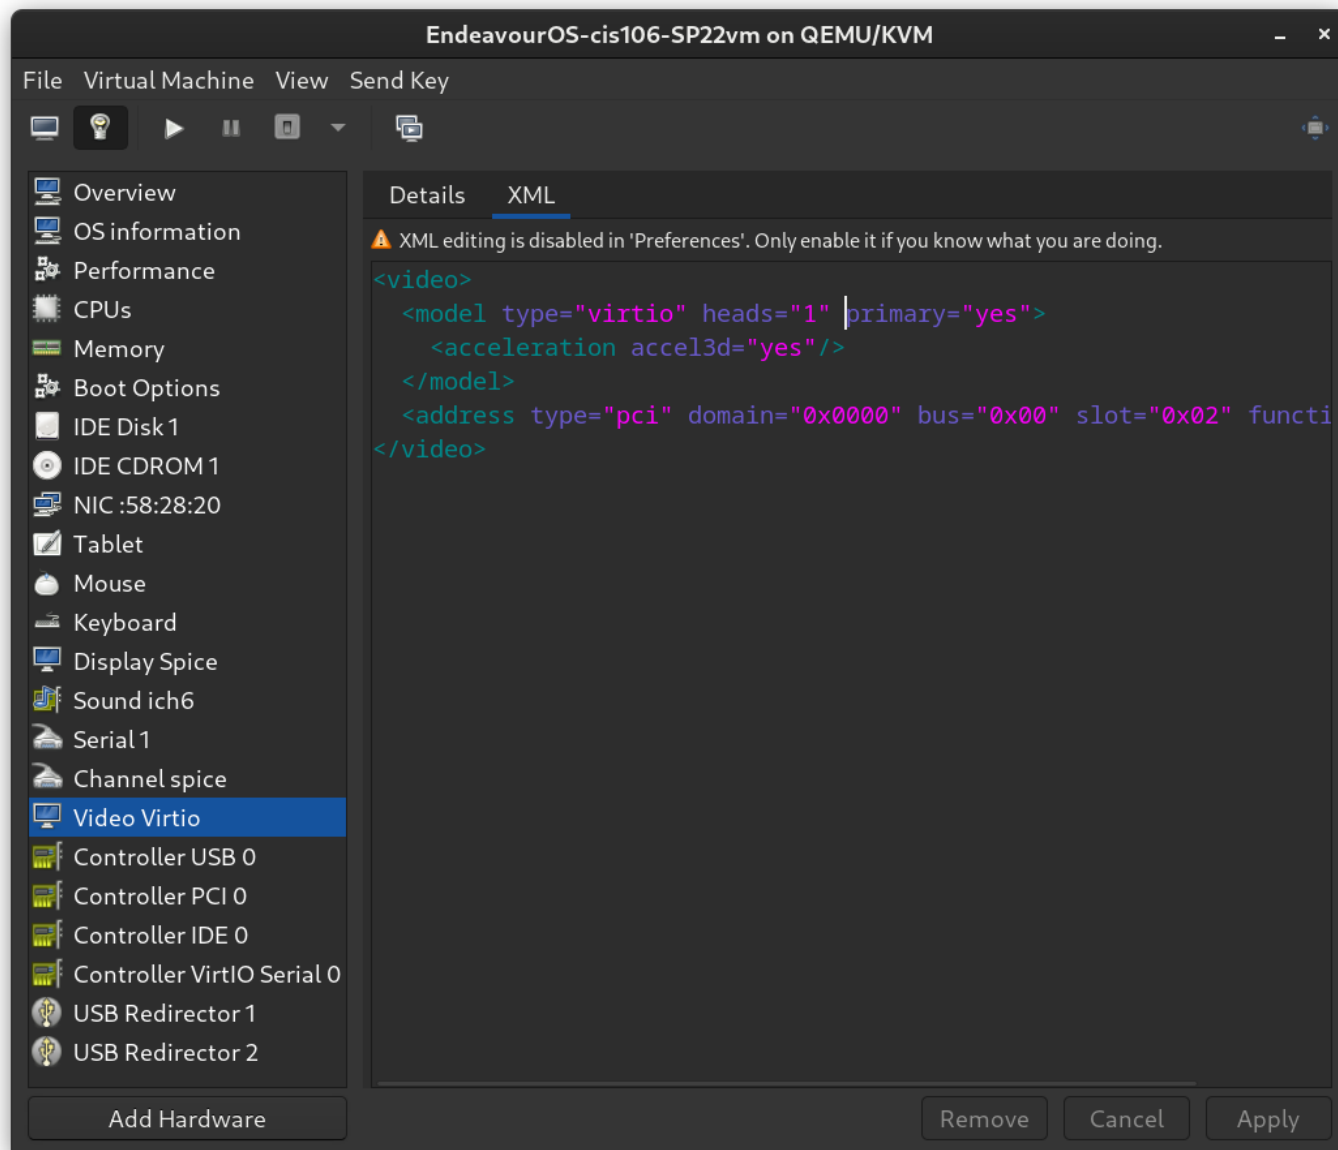 EndeavourOS-cis106-SP22vm on QEMU/KVM
File Virtual Machine View Send Key
Overview
OS information
Performance
CPUs
Memory
Boot Options
IDE Disk 1
IDE CDROM 1
NIC :58:28:20
Tablet
Mouse
Keyboard
Display Spice
Sound ich6
Serial 1
Channel spice
Video Virtio
Controller USB 0
Controller PCI 0
Controller IDE 0
Controller VirtIO Serial 0
USB Redirector 1
USB Redirector 2
Add Hardware
Details XML
XML editing is disabled in 'Preferences'. Only enable it if you know what you are doing.
<video>
  <model type="virtio" heads="1" primary="yes">
    <acceleration accel3d="yes"/>
  </model>
  <address type="pci" domain="0x0000" bus="0x00" slot="0x02" functi
</video>
Remove Cancel Apply